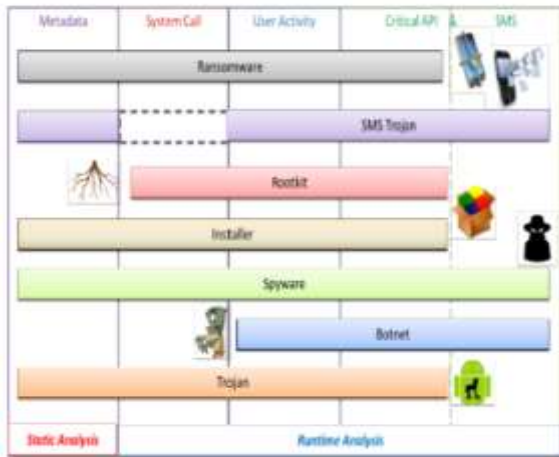 Metadata System Call User Activity Critical API & SMS
Ransomware
SMS Trojan
Rootkit
Installer
Spyware
Botnet
Trojan
Static Analysis Runtime Analysis